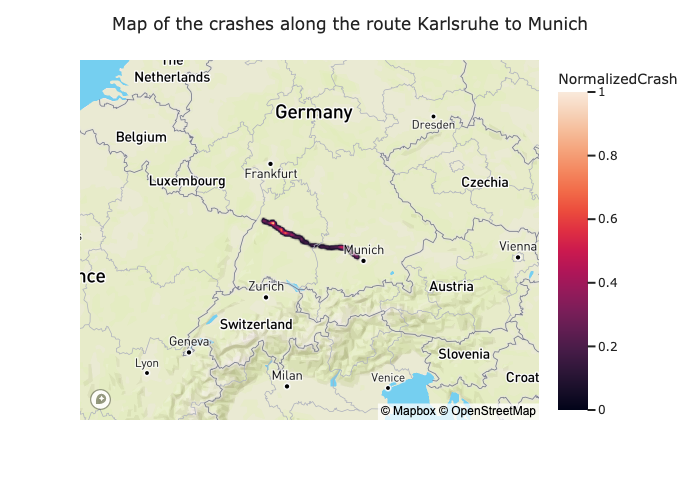 Map of the crashes along the route Karlsruhe to Munich
NormalizedCrash
1
0.8
0.6
0.4
0.2
0
The
Netherlands
Germany
Dresden
Belgium
Frankfurt
Luxembourg
Czechia
Munich
Vienna
nce
Zurich
Austria
Switzerland
Geneva
Slovenia
Lyon
Milan
Venice
Croat
© Mapbox © OpenStreetMap